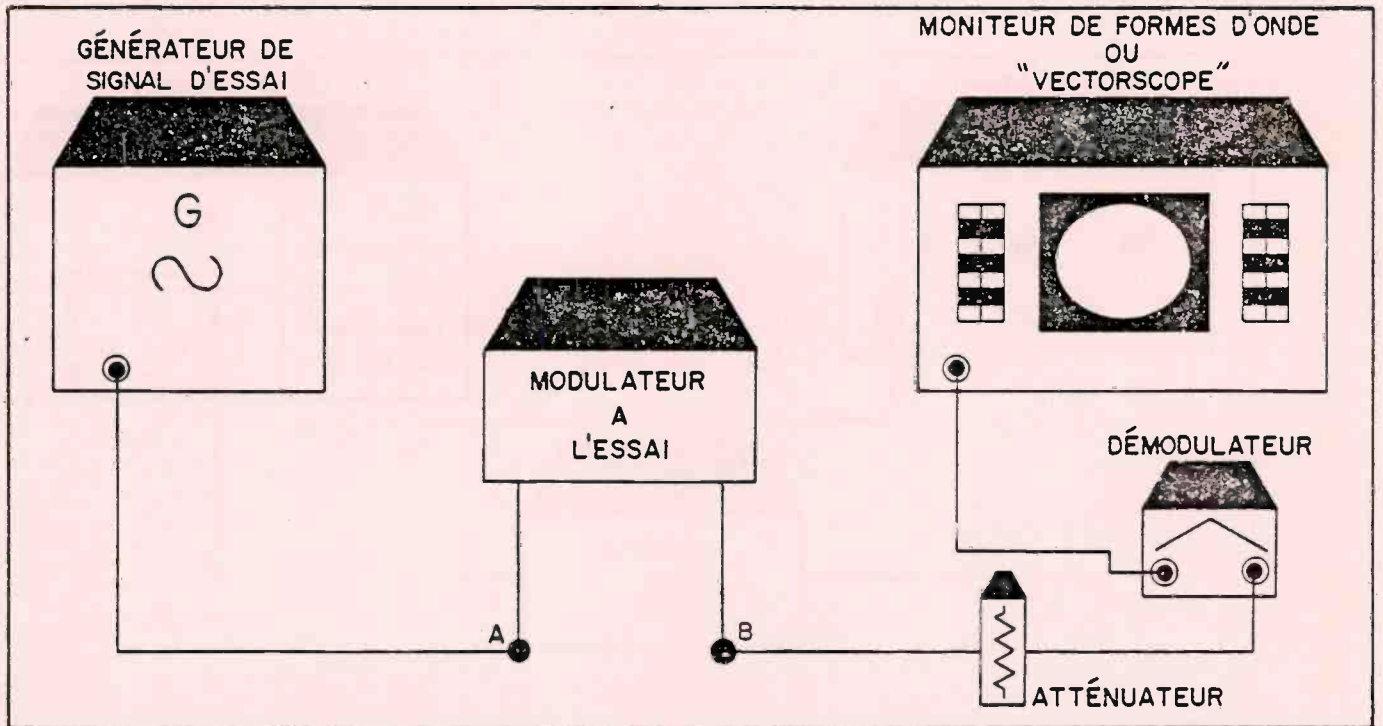 GÉNÉRATEUR DE
SIGNAL D'ESSAI
G
MONITEUR DE FORMES D'ONDE
OU
"VECTORSCOPE"
MODULATEUR
A
L'ESSAI
DÉMODULATEUR
A
B
ATTÉNUATEUR